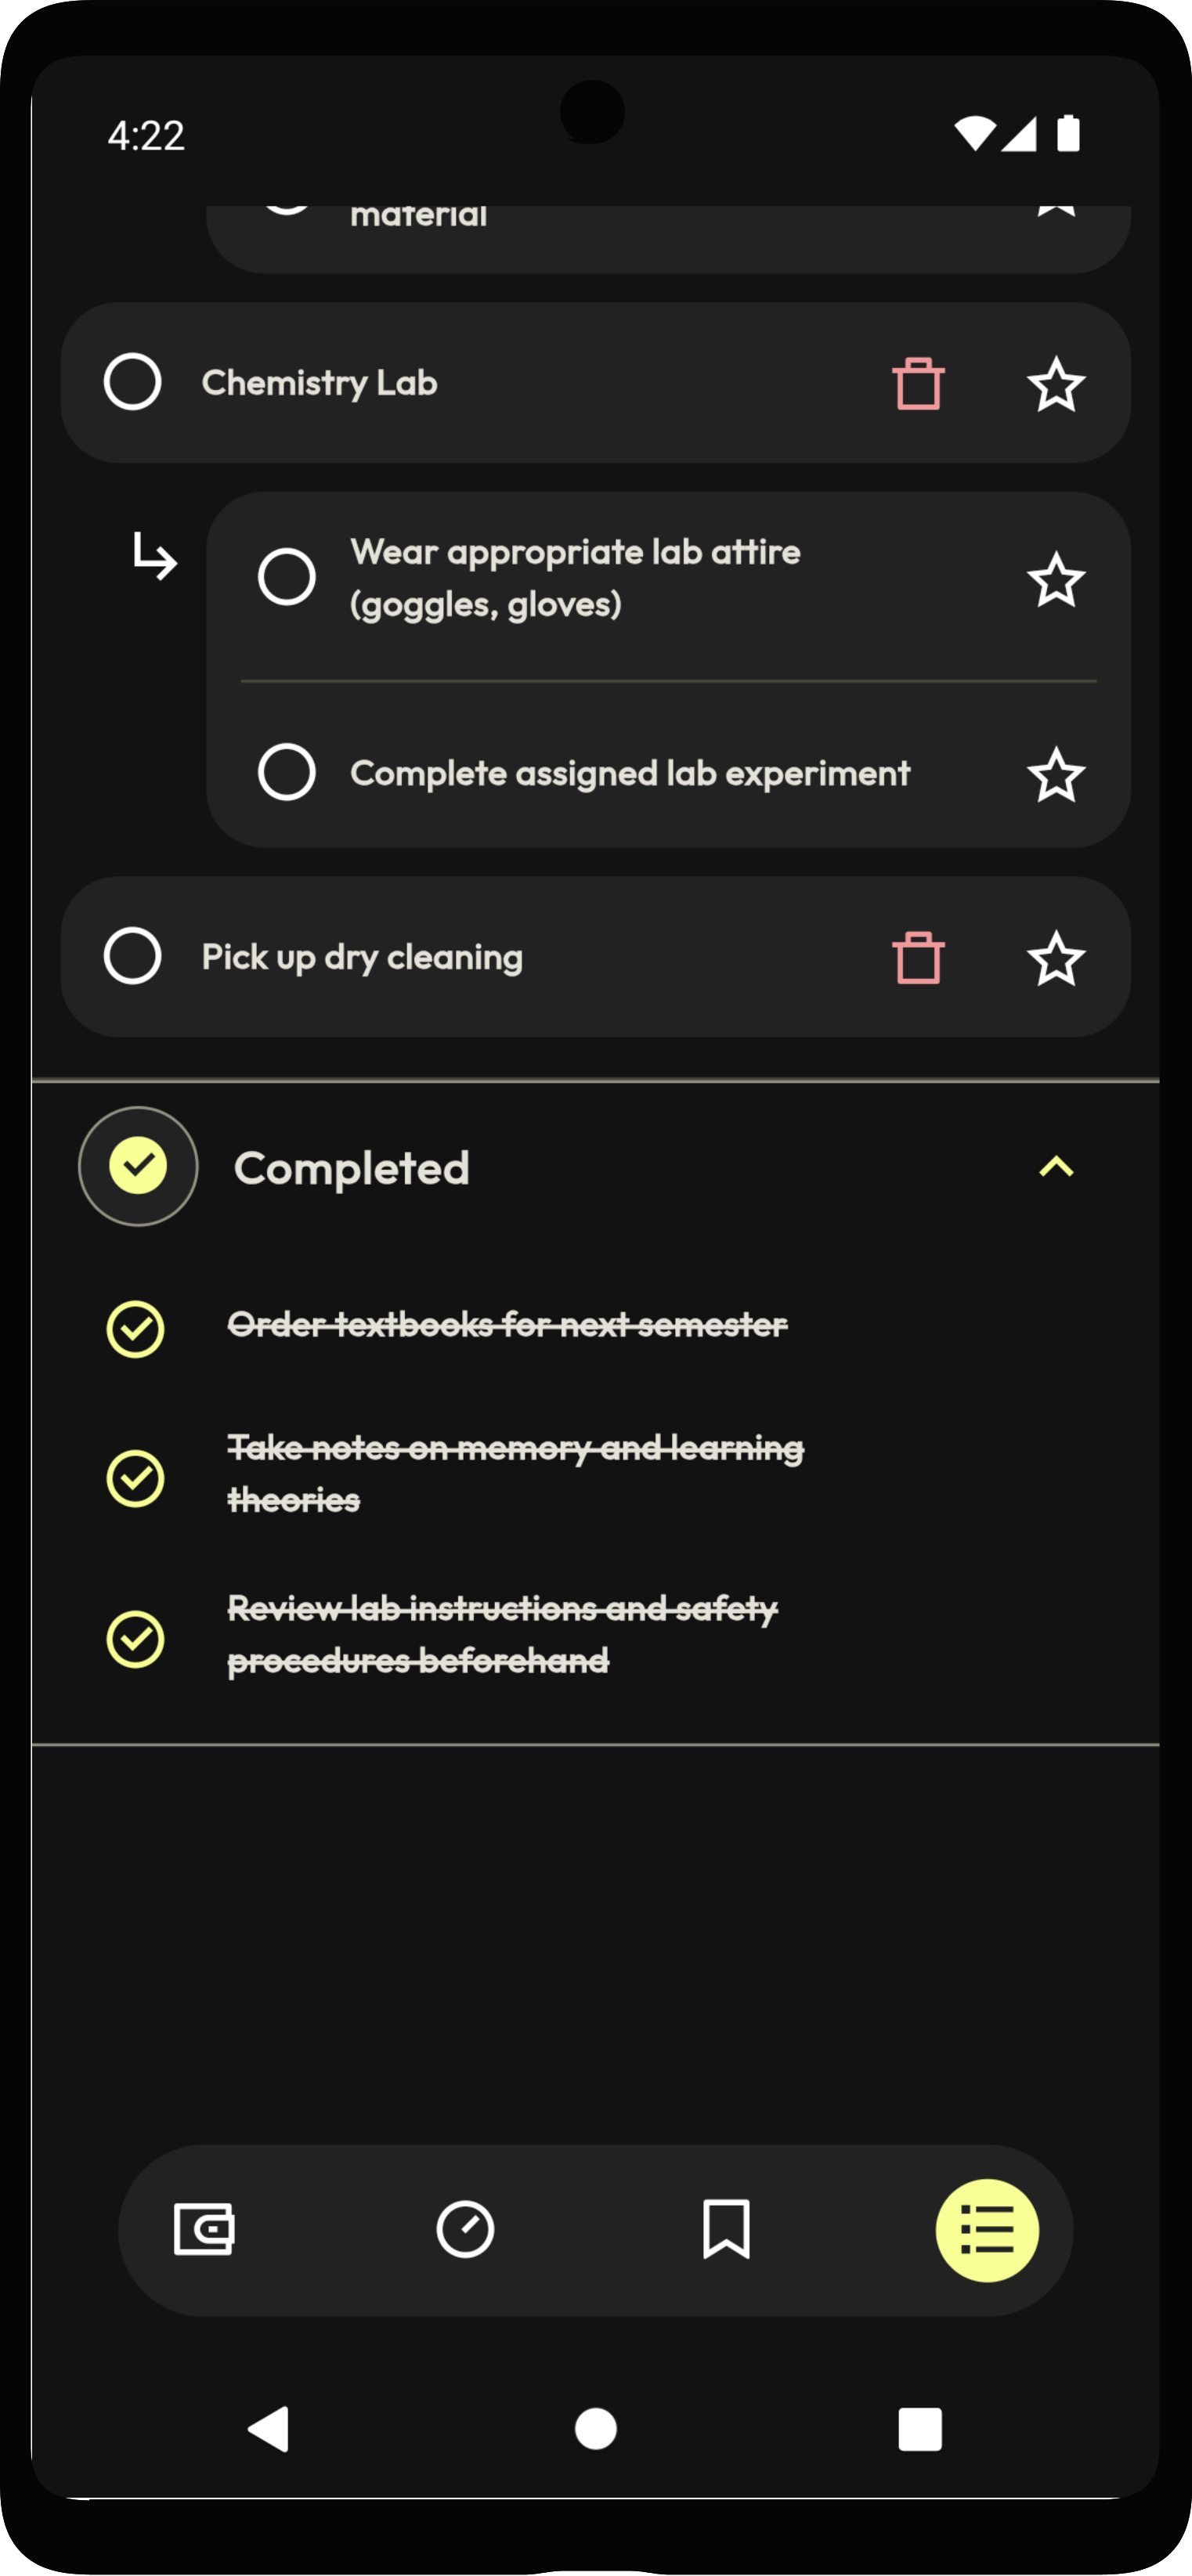 4:22
material
Chemistry Lab
Wear appropriate lab attire
(goggles, gloves)
Complete assigned lab experiment
Pick up dry cleaning
Completed
Order textbooks for next semester
Take notes on memory and learning
theories
Review lab instructions and safety
procedures beforehand